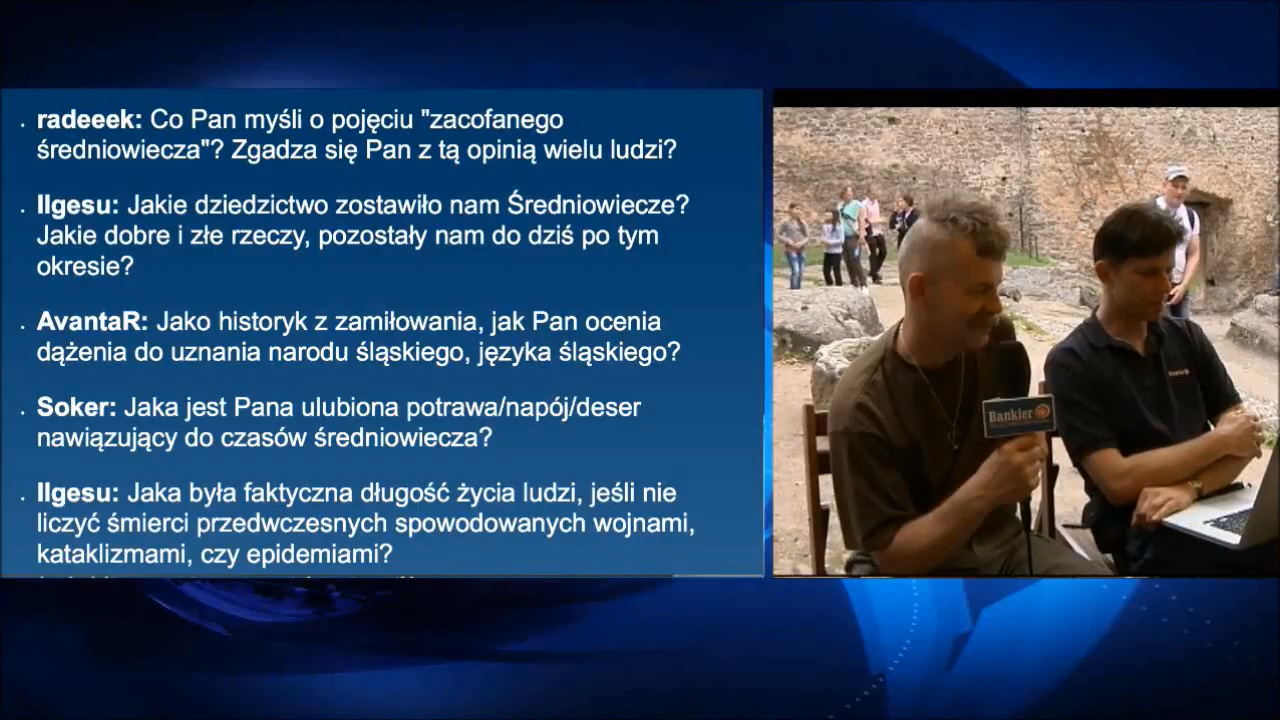 radeeek: Co Pan myśli o pojęciu "zacofanego
średniowiecza"? Zgadza się Pan z tą opinią wielu ludzi?
Ilgesu: Jakie dziedzictwo zostawiło nam Średniowiecze?
Jakie dobre i złe rzeczy, pozostały nam do dziś po tym
okresie?
AvantaR: Jako historyk z zamiłowania, jak Pan ocenia
dążenia do uznania narodu śląskiego, języka śląskiego?
Soker: Jaka jest Pana ulubiona potrawa/napój/deser
nawiązujący do czasów średniowiecza?
Ilgesu: Jaka była faktyczna długość życia ludzi, jeśli nie
liczyć śmierci przedwczesnych spowodowanych wojnami,
kataklizmami, czy epidemiami?
Bankier